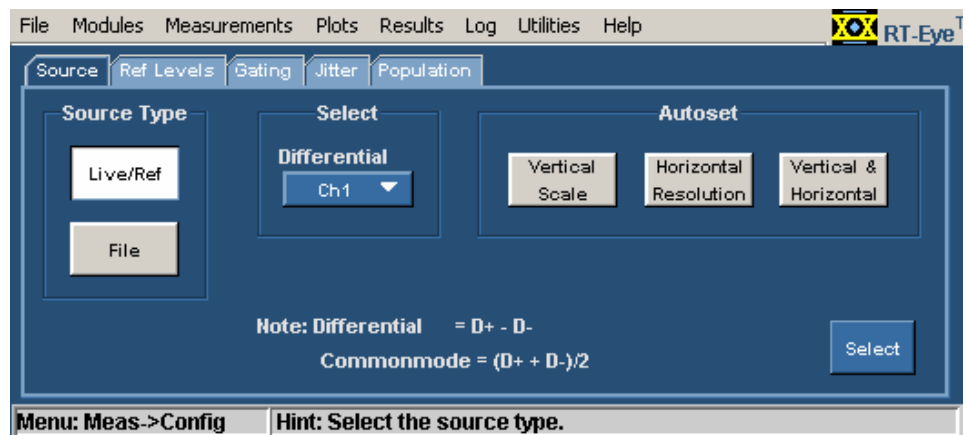 File Modules Measurements Plots Results Log Utilities Help RT-Eye T
Source Ref Levels Gating Jitter Population
Source Type Select Autoset
Live/Ref
Differential
Ch1
Vertical Scale
Horizontal Resolution
Vertical & Horizontal
File
Note: Differential = D+ - D-
Commonmode = (D+ + D-)/2
Select
Menu: Meas->Config Hint: Select the source type.